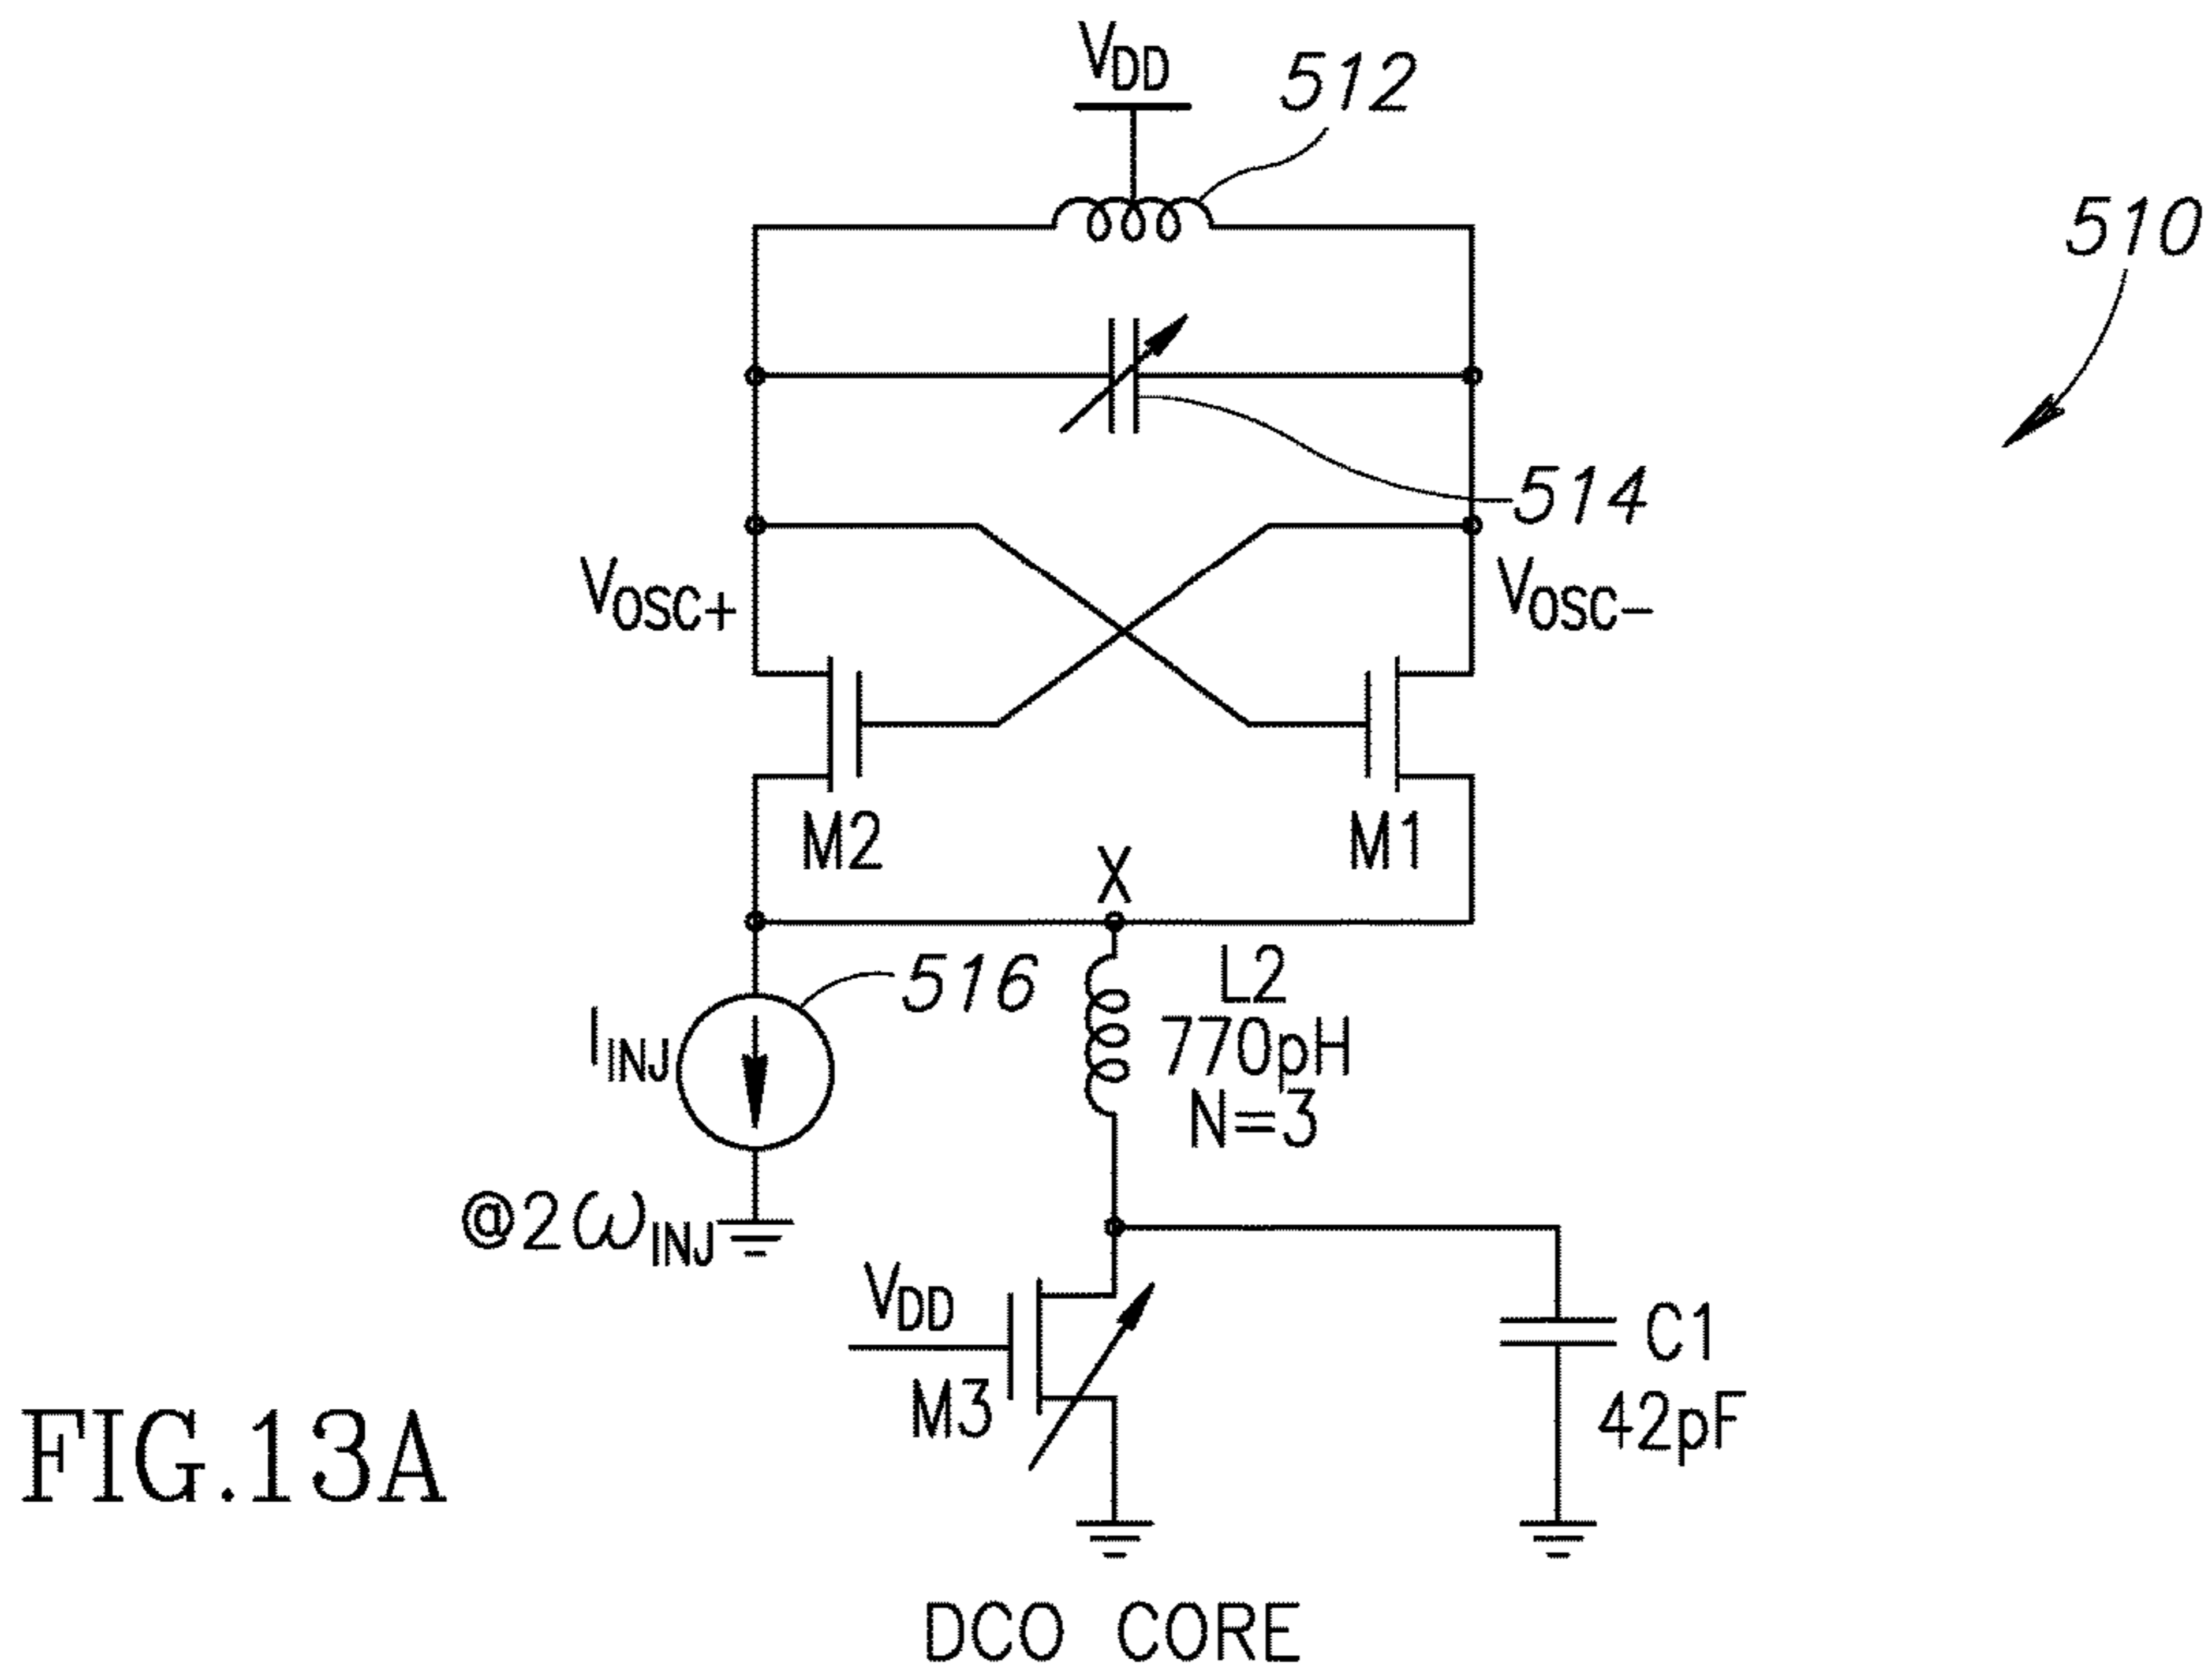 VDD
512
510
514
VOSC+
VOSC-
M2
M1
X
516
L2
770pH
N=3
IINJ
@2ωINJ
VDD
M3
C1
42pF
FIG.13A
DCO CORE